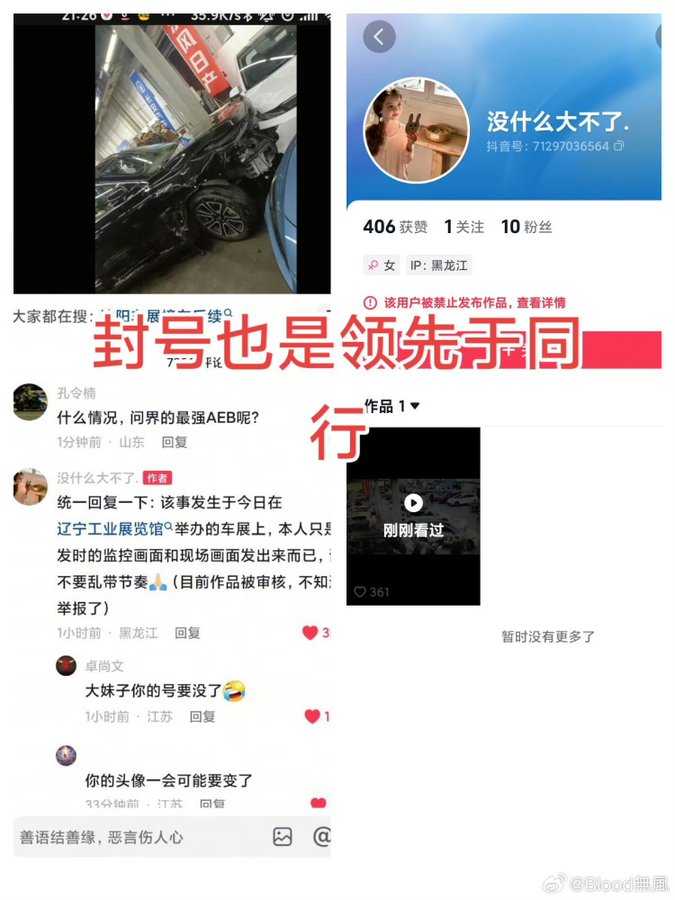 21:26
35.9K/s
风日产
大家都在搜：
评论
孔令楠
什么情况，问界的最强AEB呢？
1分钟前 · 山东 回复
没什么大不了. 作者
统一回复一下：该事发生于今日在
辽宁工业展览馆举办的车展上，本人只是
发时的监控画面和现场画面发出来而已，
不要乱带节奏🙏🏻（目前作品被审核，不知
举报了）
1小时前 · 黑龙江 回复
卓尚文
大妹子你的号要没了🤣
1小时前 · 江苏 回复
你的头像一会可能要变了
33分钟前 · 江苏 回复
善语结善缘，恶言伤人心
@
没什么大不了.
抖音号：71297036564
406 获赞 1 关注 10 粉丝
女 IP：黑龙江
该用户被禁止发布作品，查看详情
作品 1
刚刚看过
361
暂时没有更多了
封号也是领先于同
行
@Blood無風